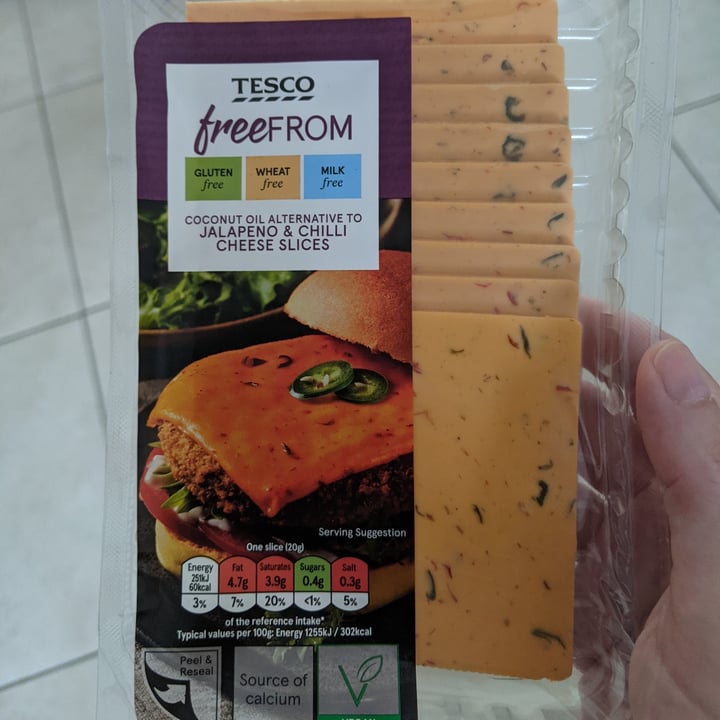 TESCO
freeFROM
GLUTEN free
WHEAT free
MILK free
COCONUT OIL ALTERNATIVE TO
JALAPENO & CHILLI
CHEESE SLICES
Serving Suggestion
One slice (20g)
Energy 251kJ 60kcal 3%
Fat 4.7g 7%
Saturates 3.9g 20%
Sugars 0.4g <1%
Salt 0.3g 5%
of the reference intake*
Typical values per 100g: Energy 1255kJ / 302kcal
Peel &
Reseal
Source of
calcium
V